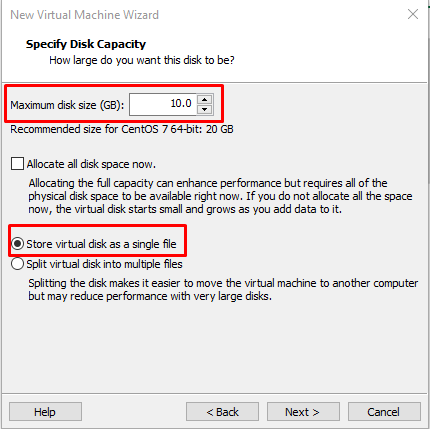 New Virtual Machine Wizard
Specify Disk Capacity
How large do you want this disk to be?
Maximum disk size (GB): 10.0
Recommended size for CentOS 7 64-bit: 20 GB
Allocate all disk space now.
Allocating the full capacity can enhance performance but requires all of the
physical disk space to be available right now. If you do not allocate all the space
now, the virtual disk starts small and grows as you add data to it.
Store virtual disk as a single file
Split virtual disk into multiple files
Splitting the disk makes it easier to move the virtual machine to another computer
but may reduce performance with very large disks.
Help < Back Next > Cancel